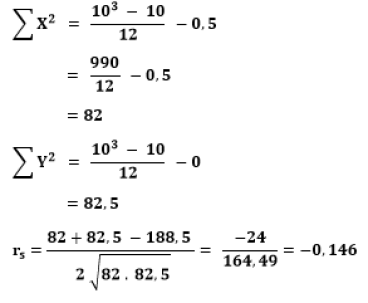 ∑X² = (10³ − 10)/12 − 0,5
= 990/12 − 0,5
= 82
∑Y² = (10³ − 10)/12 − 0
= 82,5
rₛ = (82 + 82,5 − 188,5)/(2 √(82 . 82,5)) = −24/164,49 = −0,146